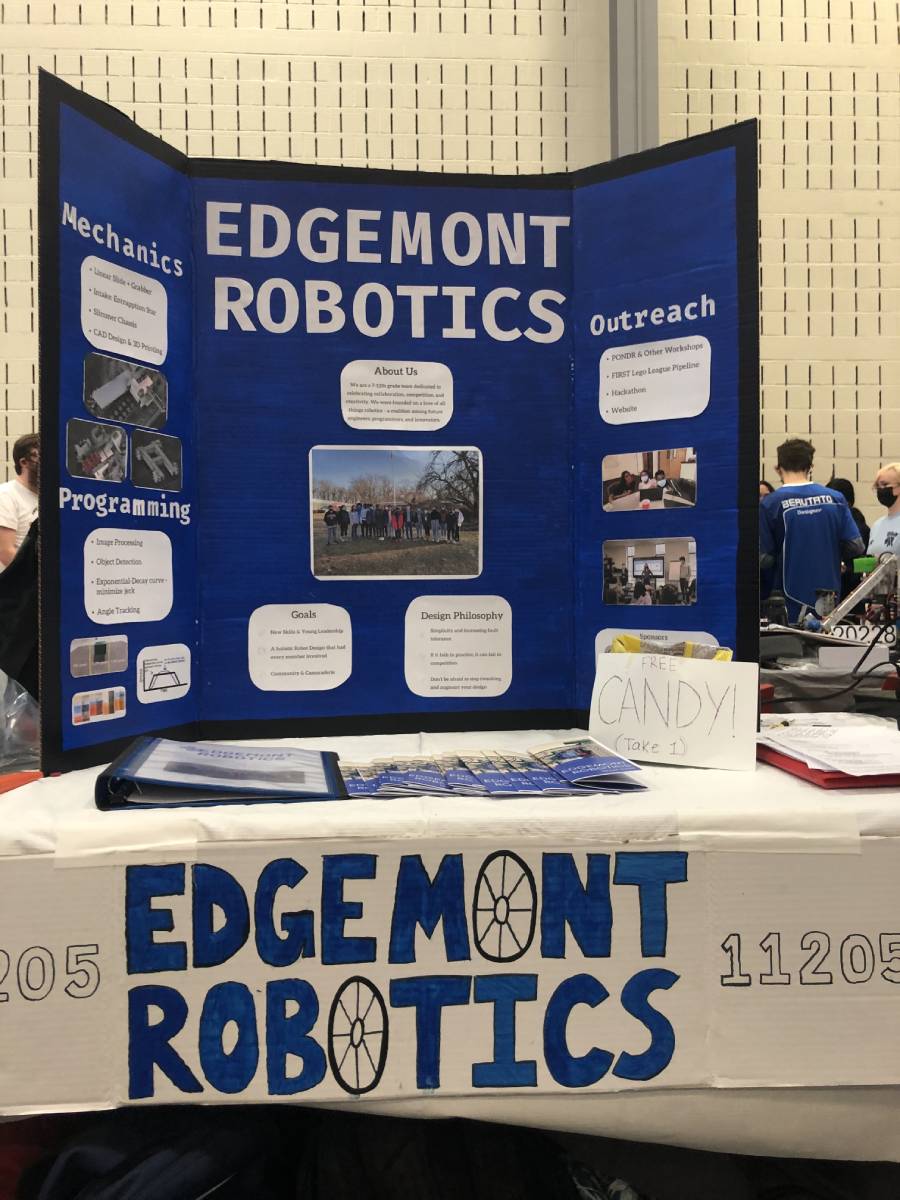 EDGEMONT
ROBOTICS
Mechanics
• Linear Slide + Grabber
• Intake Entrapption Star
• Slimmer Chassis
• CAD Design & 3D Printing
Programming
• Image Processing
• Object Detection
• Exponential-Decay curve -
minimize jerk
• Angle Tracking
About Us
We are a 7-12th grade team dedicated to
celebrating collaboration, competition, and
creativity. We were founded on a love of all
things robotics - a coalition among future
engineers, programmers, and innovators.
Goals
New Skills & Young Leadership
A holistic Robot Design that had
every member involved
Community & Camaraderie
Design Philosophy
Simplicity and increasing fault
tolerance
If it fails in practice, it can fail in
competition.
Don't be afraid to stop tweaking
and augment your design
Outreach
• PONDR & Other Workshops
• FIRST Lego League Pipeline
• Hackathon
• Website
Sponsors
FREE
CANDY!
(Take 1)
BEAUTATO
Designer
20228
ROBOTICS
EDGEMONT
EDGEMONT
ROBOTICS
205
11205